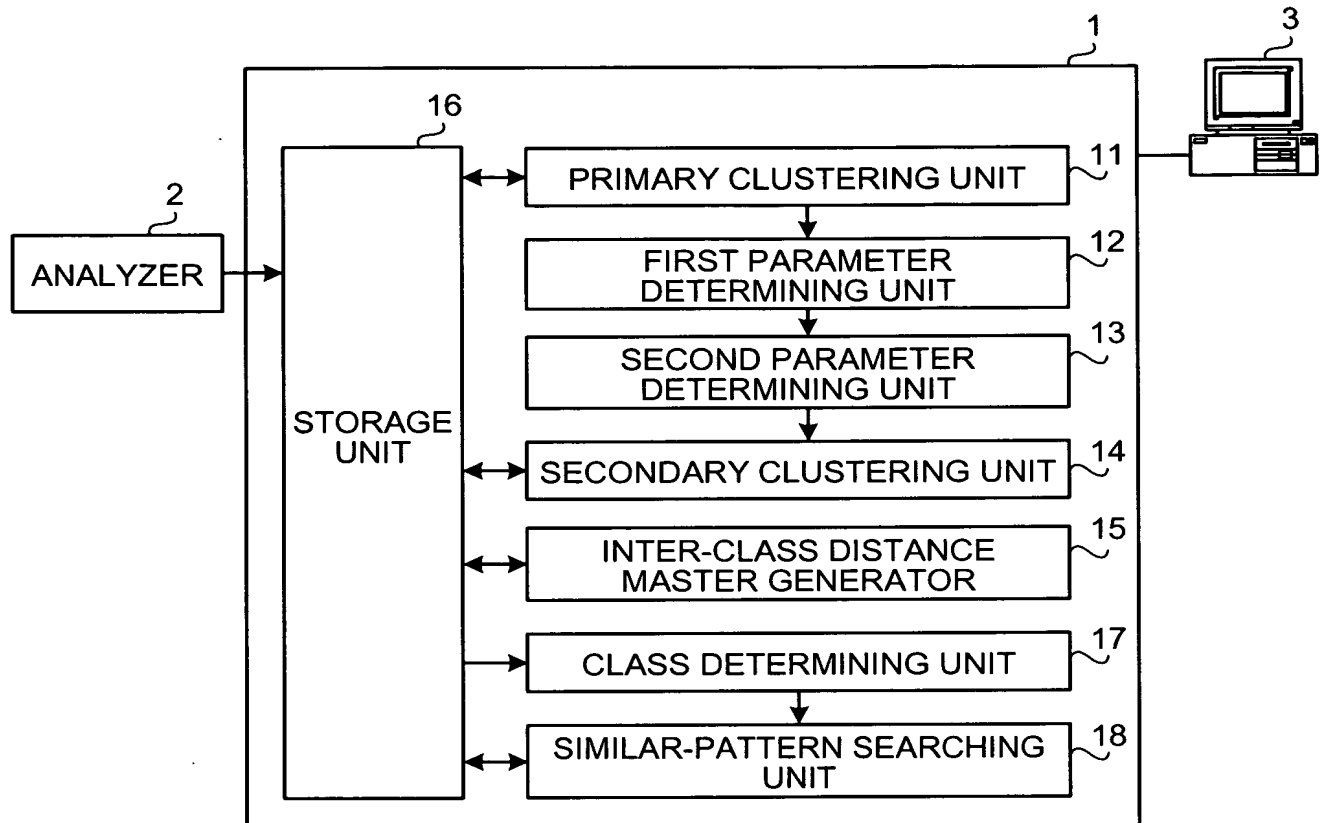 1
3
16
PRIMARY CLUSTERING UNIT
11
2
ANALYZER
FIRST PARAMETER
DETERMINING UNIT
12
SECOND PARAMETER
DETERMINING UNIT
13
STORAGE
UNIT
SECONDARY CLUSTERING UNIT
14
INTER-CLASS DISTANCE
MASTER GENERATOR
15
CLASS DETERMINING UNIT
17
SIMILAR-PATTERN SEARCHING
UNIT
18